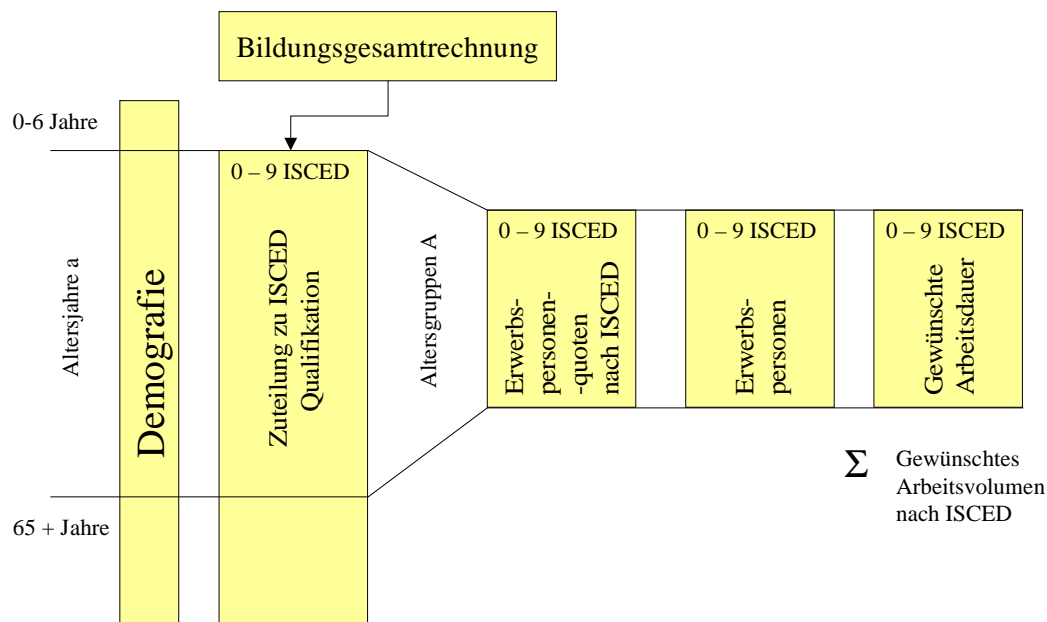 Bildungsgesamtrechnung
0-6 Jahre
65 + Jahre
Altersjahre a
Demografie
0 – 9 ISCED
Zuteilung zu ISCED
Qualifikation
Altersgruppen A
0 – 9 ISCED
Erwerbs-
personen-
-quoten
nach ISCED
0 – 9 ISCED
Erwerbs-
personen
0 – 9 ISCED
Gewünschte
Arbeitsdauer
Σ Gewünschtes
Arbeitsvolumen
nach ISCED